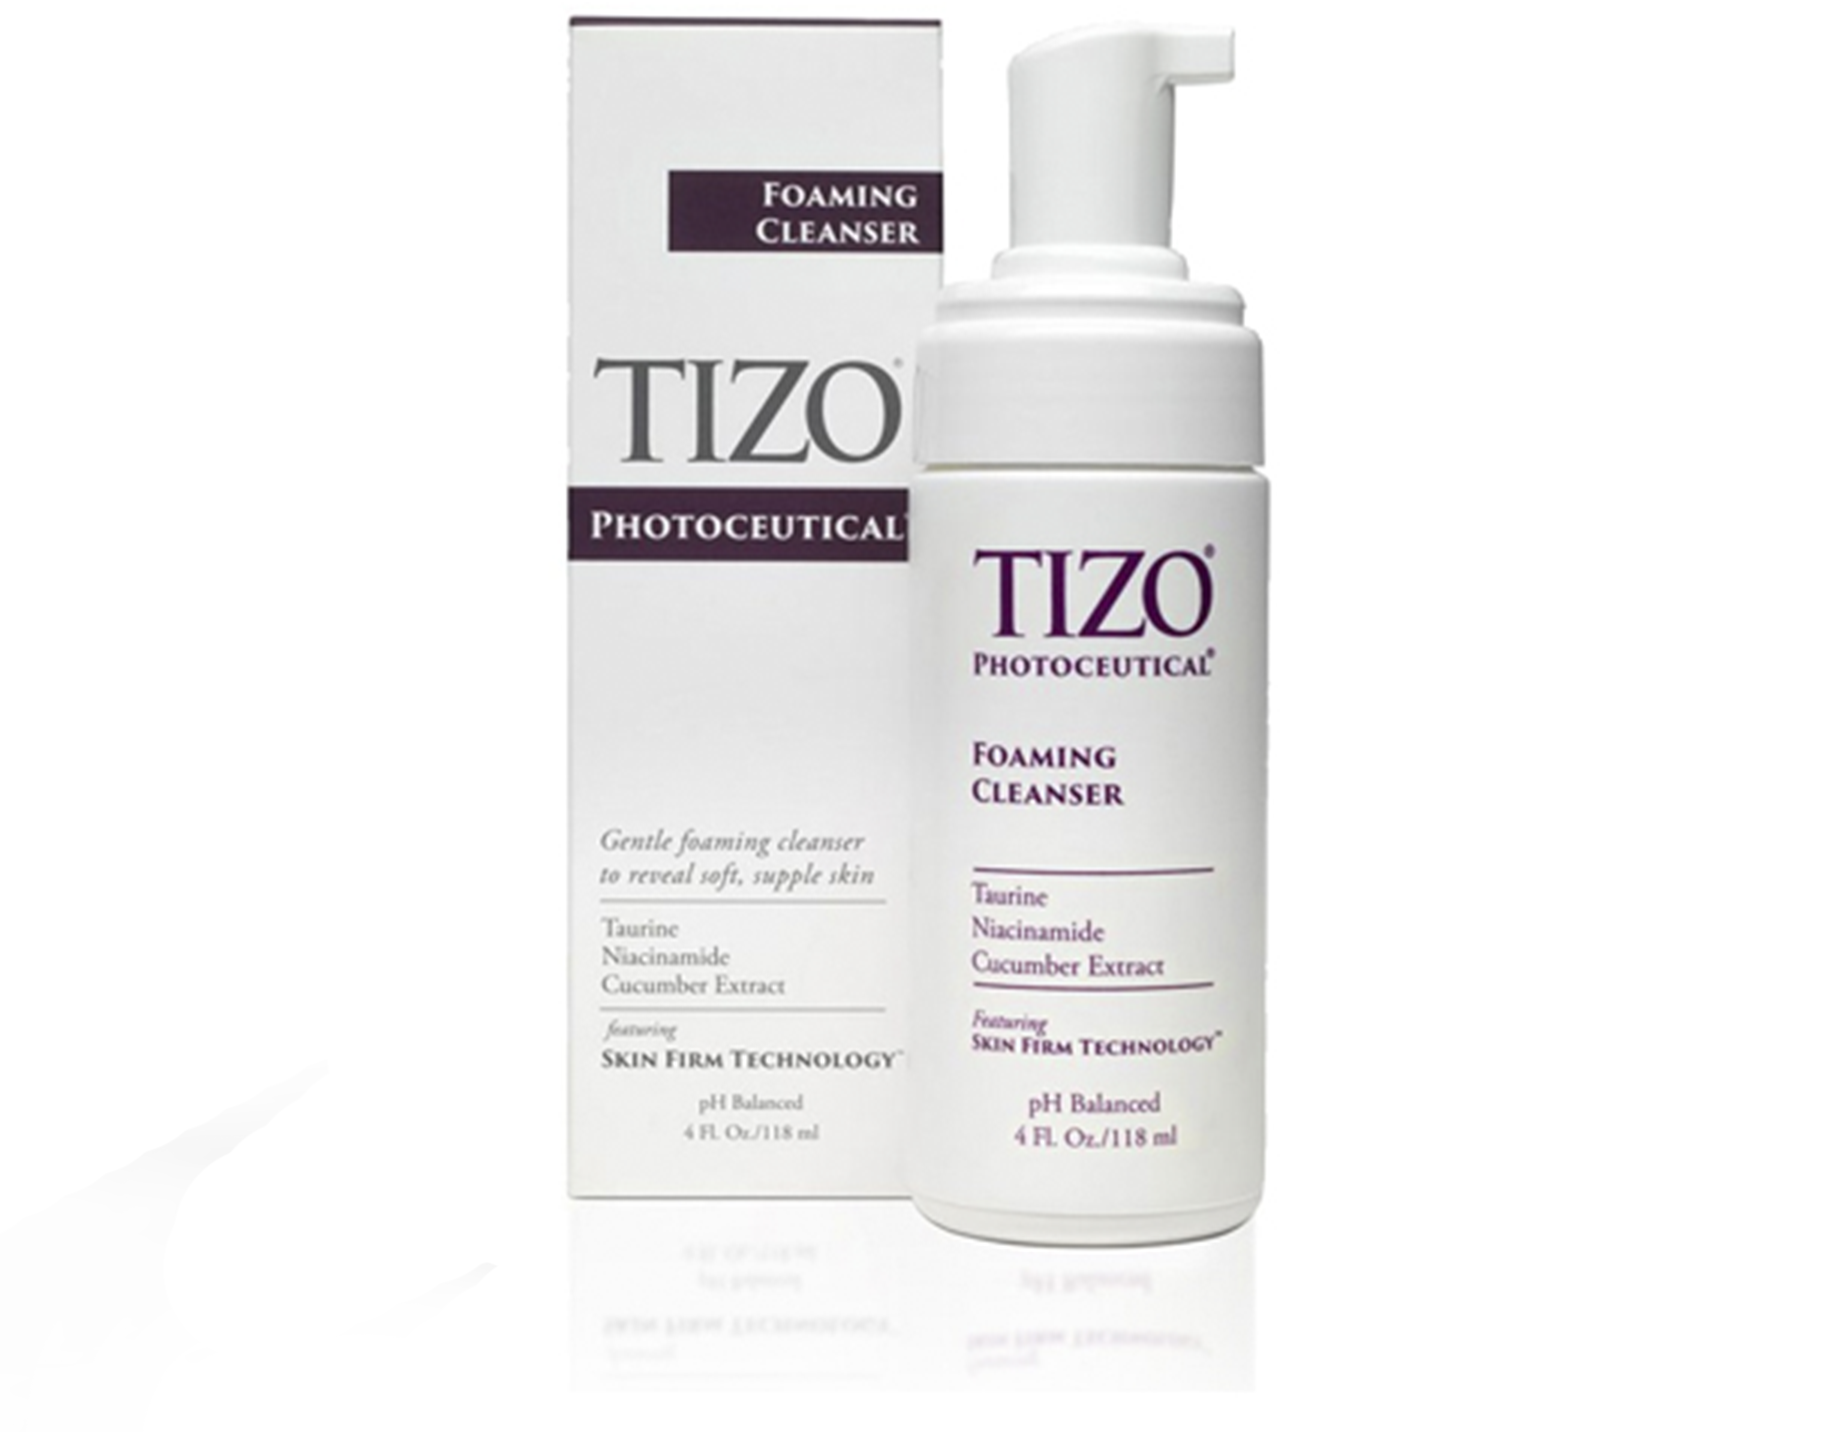 FOAMING
CLEANSER
TIZO®
PHOTOCEUTICAL
Gentle foaming cleanser
to reveal soft, supple skin
Taurine
Niacinamide
Cucumber Extract
featuring
SKIN FIRM TECHNOLOGY™
pH Balanced
4 Fl. Oz./118 ml
TIZO®
PHOTOCEUTICAL®
FOAMING
CLEANSER
Taurine
Niacinamide
Cucumber Extract
Featuring
SKIN FIRM TECHNOLOGY™
pH Balanced
4 Fl. Oz./118 ml